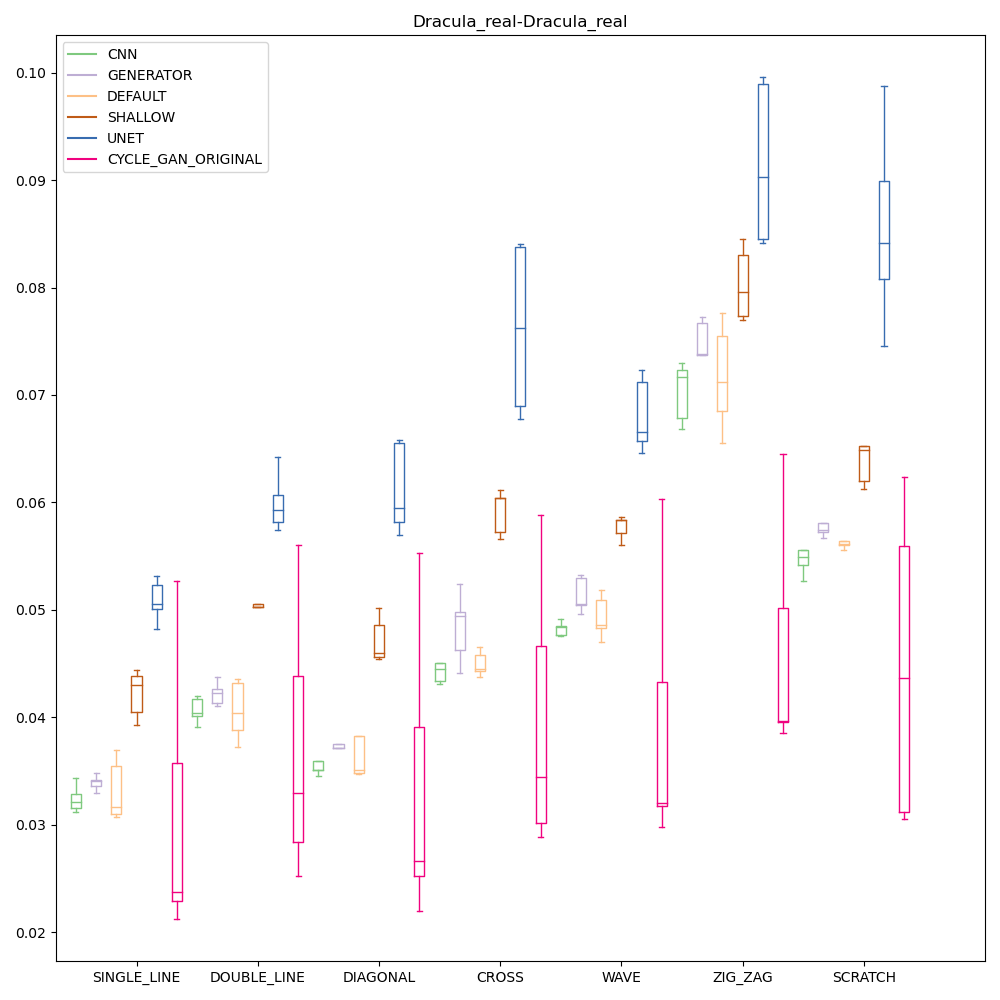 Dracula_real-Dracula_real
CNN
GENERATOR
DEFAULT
SHALLOW
UNET
CYCLE_GAN_ORIGINAL
0.10
0.09
0.08
0.07
0.06
0.05
0.04
0.03
0.02
SINGLE_LINE DOUBLE_LINE DIAGONAL CROSS WAVE ZIG_ZAG SCRATCH